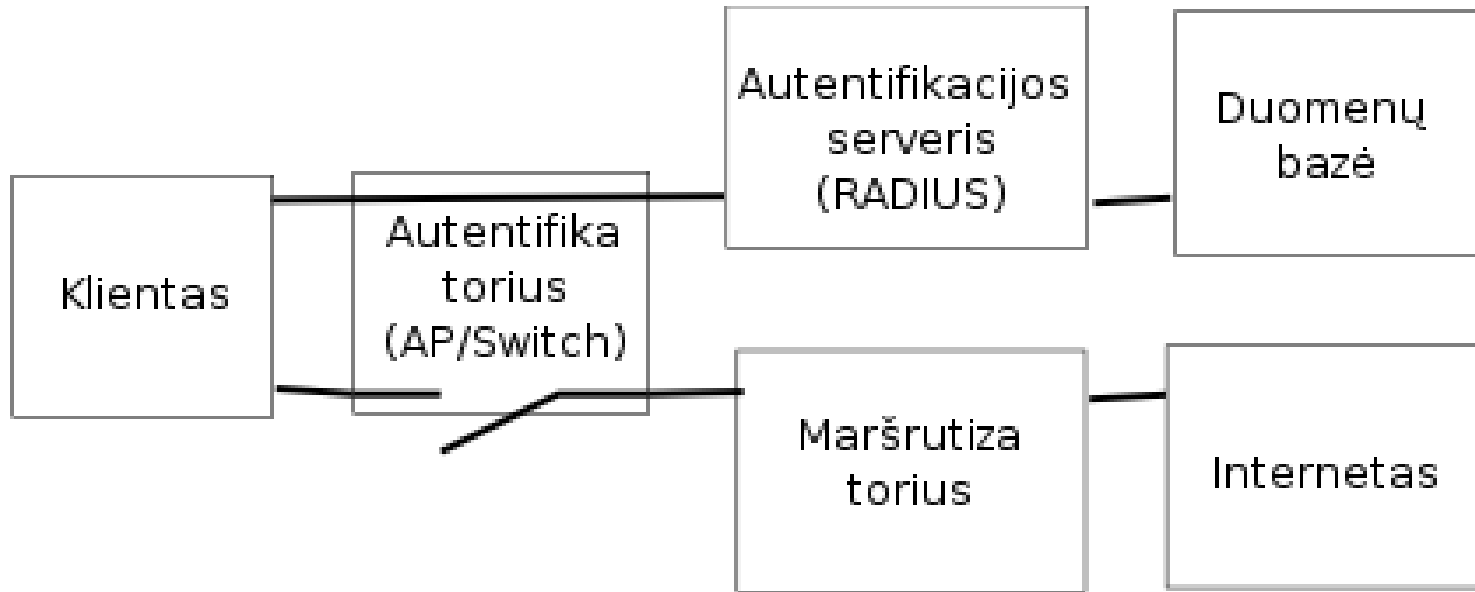 Klientas
Autentifika
torius
(AP/Switch)
Autentifikacijos
serveris
(RADIUS)
Duomenų
bazė
Maršrutiza
torius
Internetas